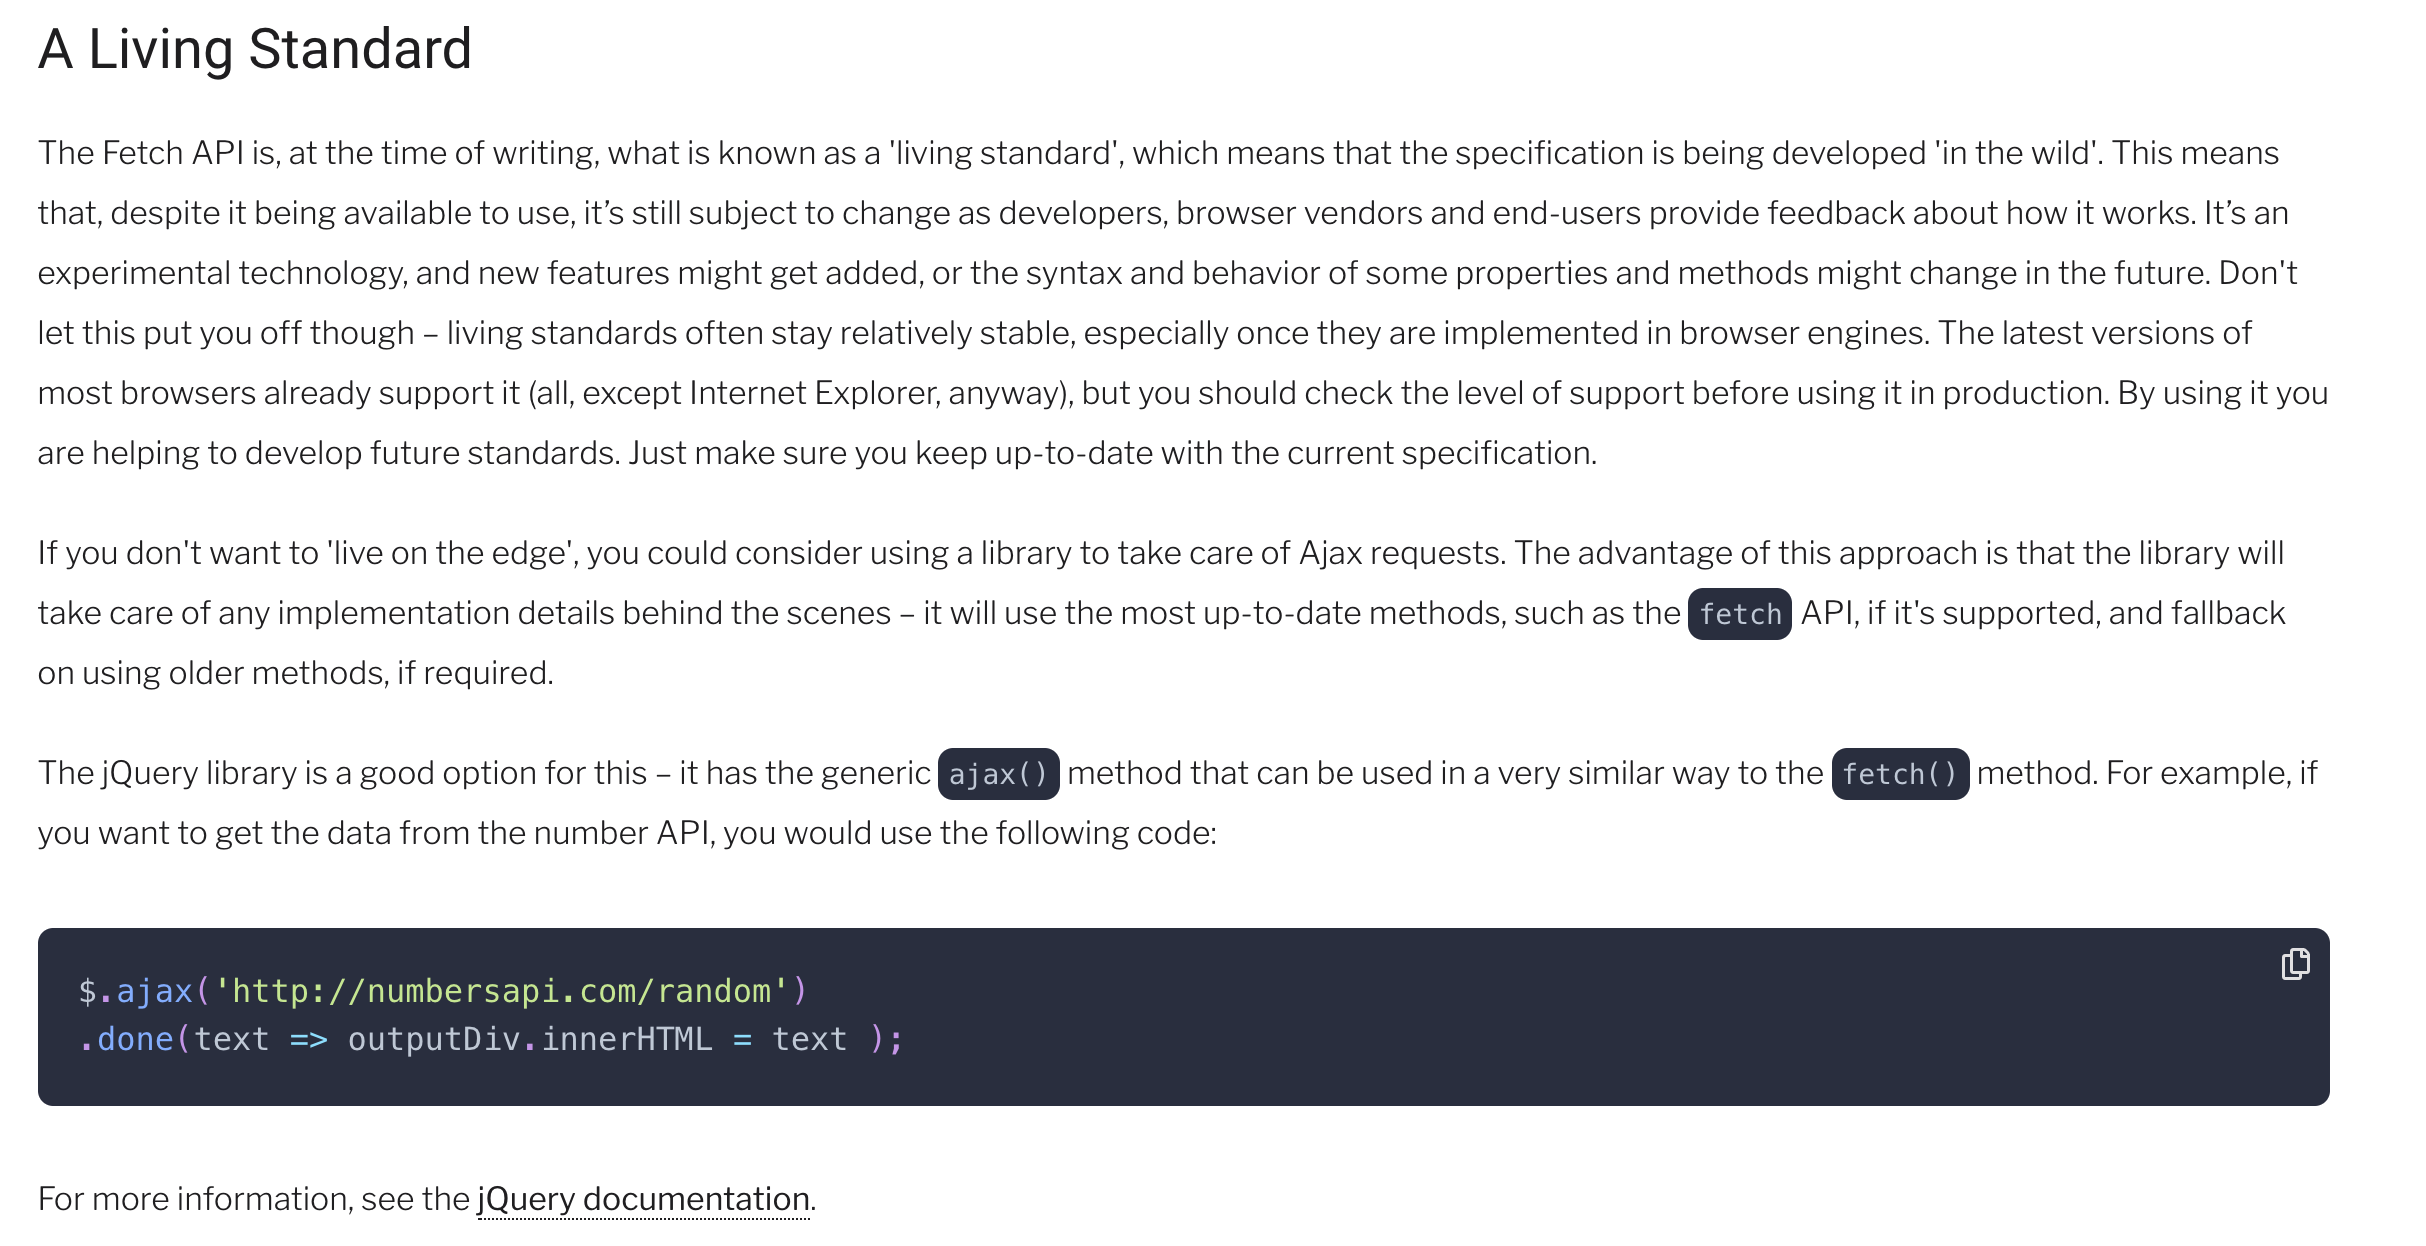 A Living Standard
The Fetch API is, at the time of writing, what is known as a 'living standard', which means that the specification is being developed 'in the wild'. This means
that, despite it being available to use, it’s still subject to change as developers, browser vendors and end-users provide feedback about how it works. It’s an
experimental technology, and new features might get added, or the syntax and behavior of some properties and methods might change in the future. Don't
let this put you off though – living standards often stay relatively stable, especially once they are implemented in browser engines. The latest versions of
most browsers already support it (all, except Internet Explorer, anyway), but you should check the level of support before using it in production. By using it you
are helping to develop future standards. Just make sure you keep up-to-date with the current specification.
If you don't want to 'live on the edge', you could consider using a library to take care of Ajax requests. The advantage of this approach is that the library will
take care of any implementation details behind the scenes – it will use the most up-to-date methods, such as the fetch API, if it's supported, and fallback
on using older methods, if required.
The jQuery library is a good option for this – it has the generic ajax() method that can be used in a very similar way to the fetch() method. For example, if
you want to get the data from the number API, you would use the following code:
$.ajax('http://numbersapi.com/random')
.done(text => outputDiv.innerHTML = text );
For more information, see the jQuery documentation.